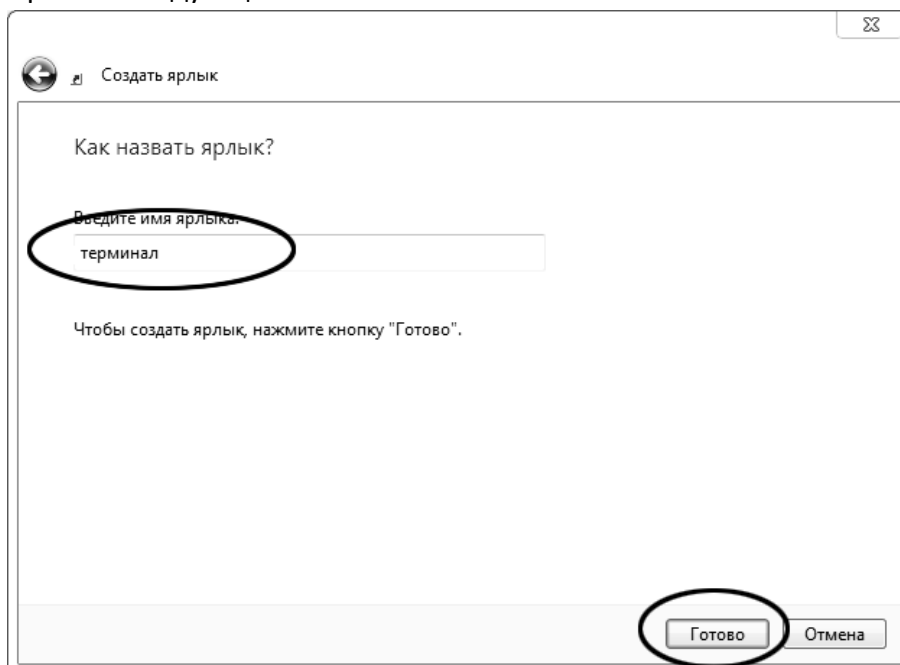 Создать ярлык
Как назвать ярлык?
Введите имя ярлыка:
терминал
Чтобы создать ярлык, нажмите кнопку "Готово".
Готово
Отмена